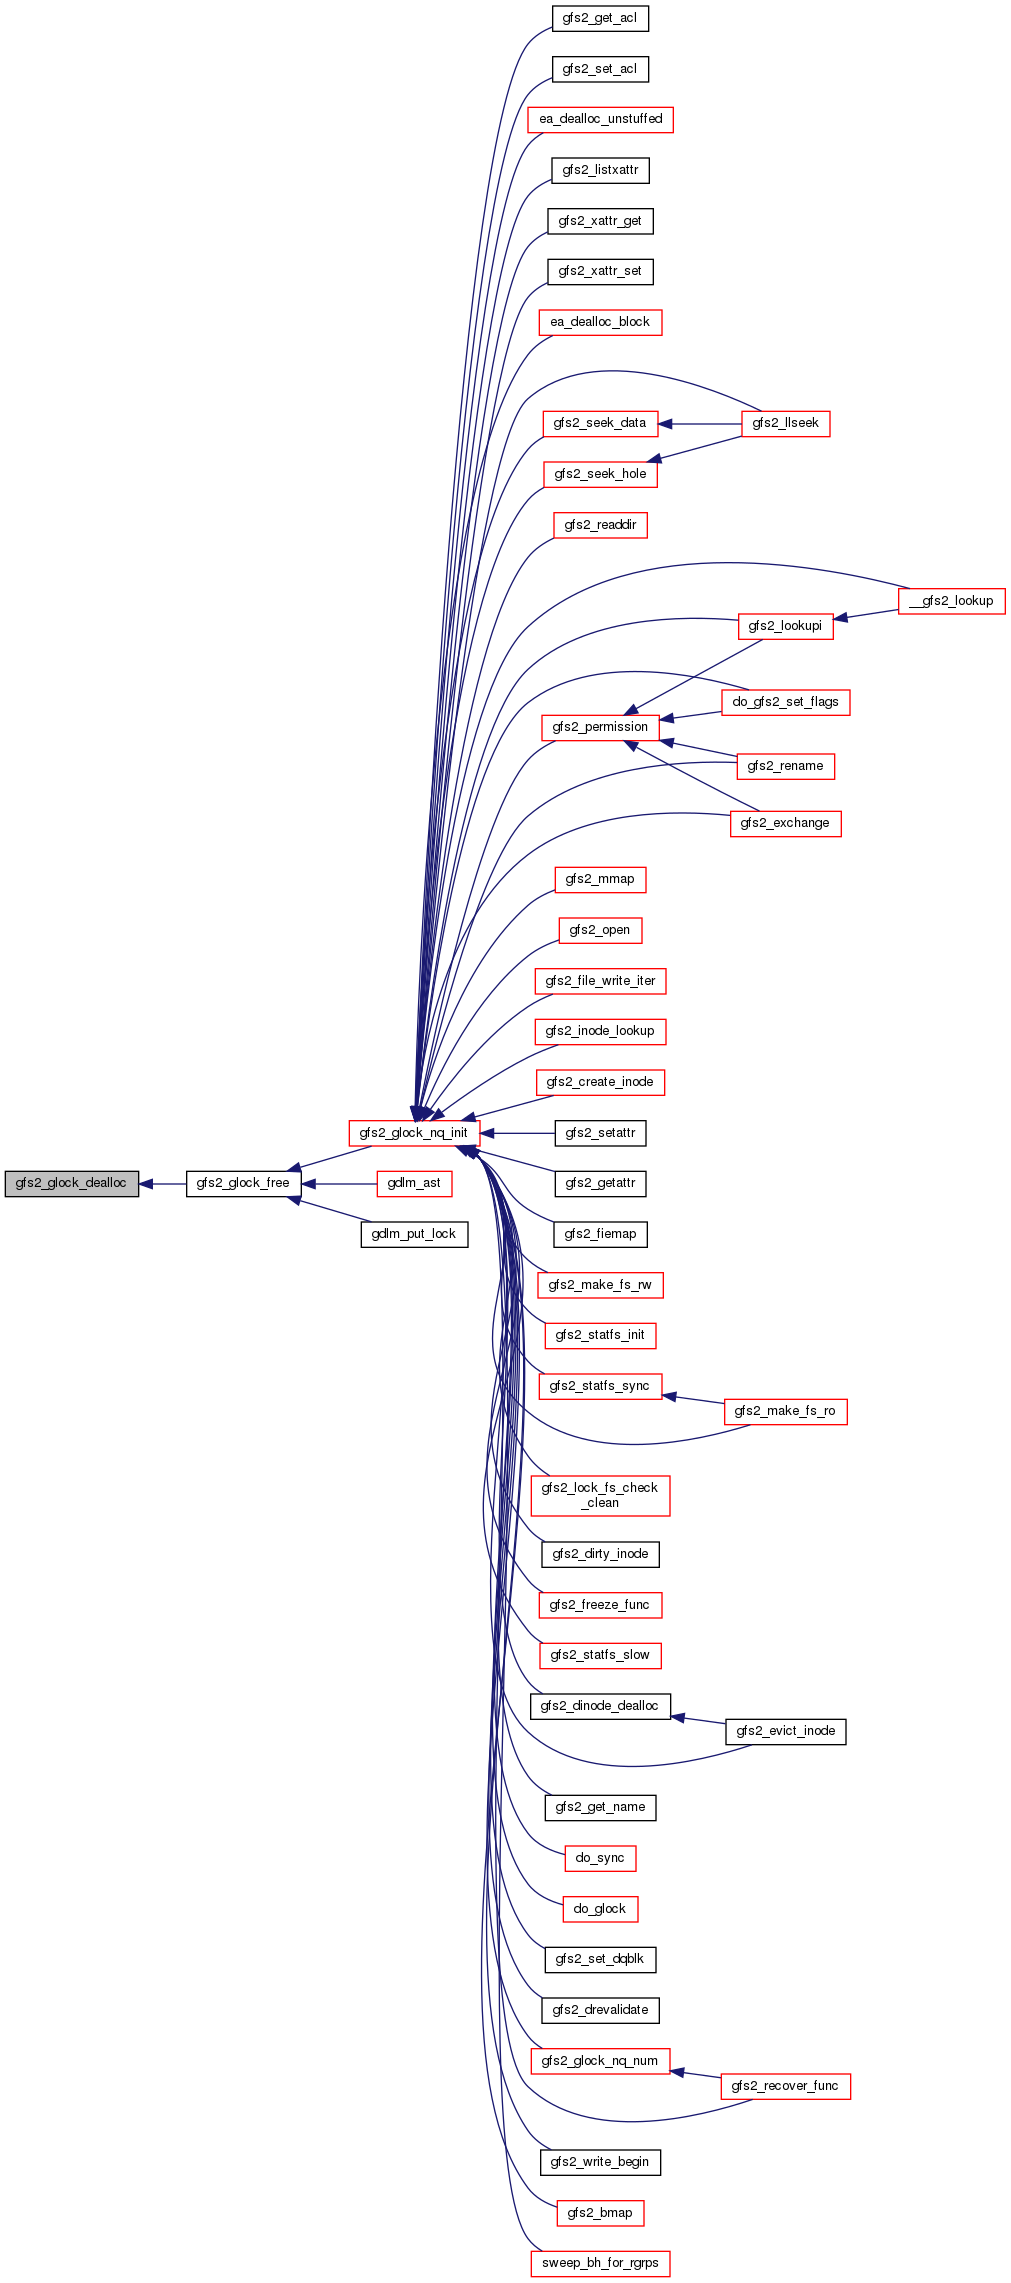 gfs2_get_acl
gfs2_set_acl
ea_dealloc_unstuffed
gfs2_listxattr
gfs2_xattr_get
gfs2_xattr_set
ea_dealloc_block
gfs2_seek_data
gfs2_llseek
gfs2_seek_hole
gfs2_readdir
__gfs2_lookup
gfs2_lookupi
do_gfs2_set_flags
gfs2_permission
gfs2_rename
gfs2_exchange
gfs2_mmap
gfs2_open
gfs2_file_write_iter
gfs2_inode_lookup
gfs2_create_inode
gfs2_glock_nq_init
gfs2_setattr
gfs2_glock_dealloc
gfs2_glock_free
gdlm_ast
gfs2_getattr
gdlm_put_lock
gfs2_fiemap
gfs2_make_fs_rw
gfs2_statfs_init
gfs2_statfs_sync
gfs2_make_fs_ro
gfs2_lock_fs_check
_clean
gfs2_dirty_inode
gfs2_freeze_func
gfs2_statfs_slow
gfs2_dinode_dealloc
gfs2_evict_inode
gfs2_get_name
do_sync
do_glock
gfs2_set_dqblk
gfs2_drevalidate
gfs2_glock_nq_num
gfs2_recover_func
gfs2_write_begin
gfs2_bmap
sweep_bh_for_rgrps